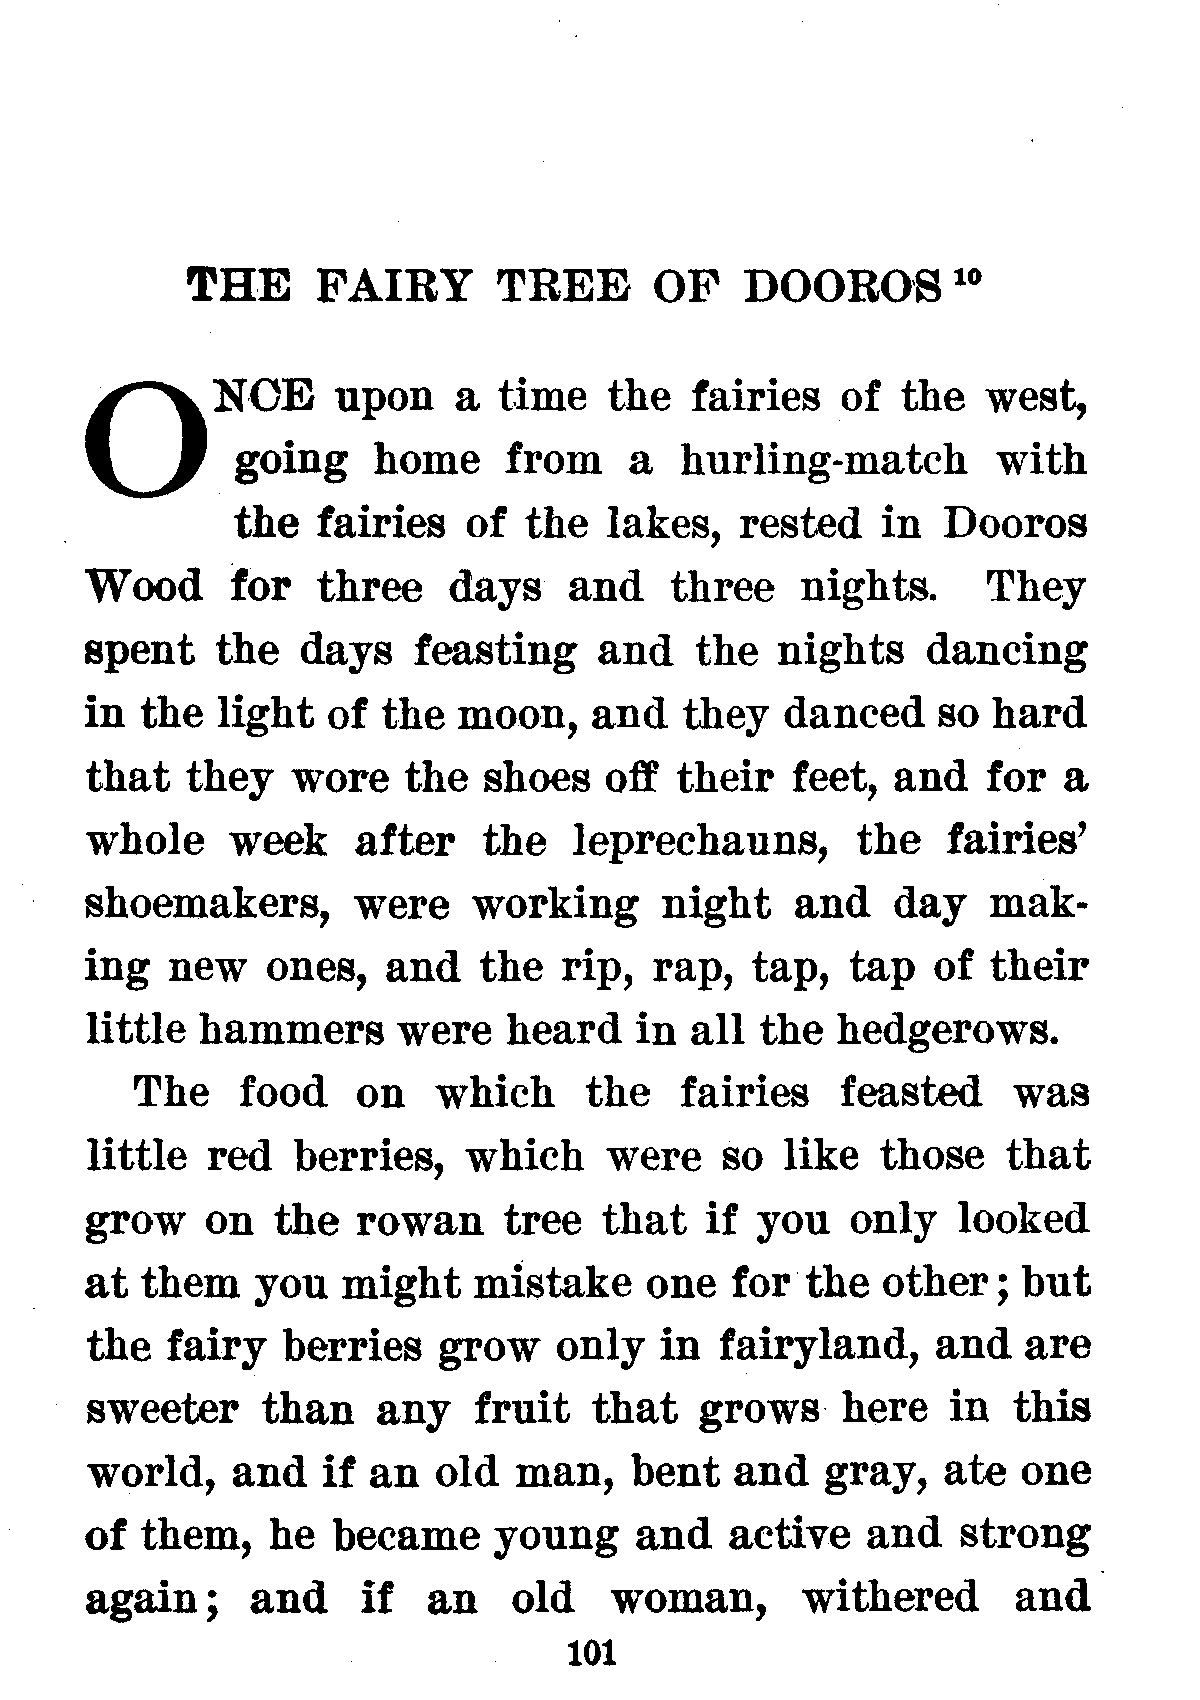 THE FAIRY TREE OF DOOROS 10
ONCE upon a time the fairies of the west,
going home from a hurling-match with
the fairies of the lakes, rested in Dooros
Wood for three days and three nights. They
spent the days feasting and the nights dancing
in the light of the moon, and they danced so hard
that they wore the shoes off their feet, and for a
whole week after the leprechauns, the fairies'
shoemakers, were working night and day mak-
ing new ones, and the rip, rap, tap, tap of their
little hammers were heard in all the hedgerows.
The food on which the fairies feasted was
little red berries, which were so like those that
grow on the rowan tree that if you only looked
at them you might mistake one for the other; but
the fairy berries grow only in fairyland, and are
sweeter than any fruit that grows here in this
world, and if an old man, bent and gray, ate one
of them, he became young and active and strong
again; and if an old woman, withered and
101